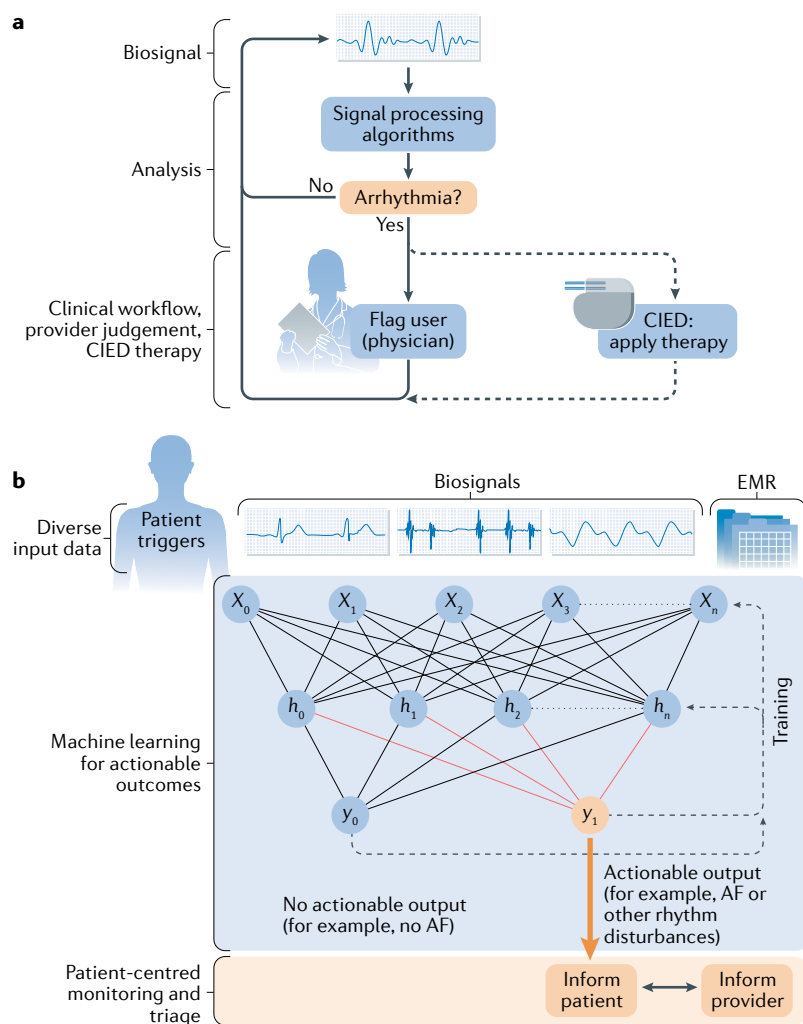 a
Biosignal
Signal processing
algorithms
Analysis
No
Arrhythmia?
Yes
Clinical workflow,
provider judgement,
CIED therapy
Flag user
(physician)
CIED:
apply therapy
b
Biosignals
EMR
Diverse
input data
Patient
triggers
X₀ X₁ X₂ X₃ Xₙ
h₀ h₁ h₂ hₙ
Training
Machine learning
for actionable
outcomes
y₀ y₁
No actionable output
(for example, no AF)
Actionable output
(for example, AF or
other rhythm
disturbances)
Patient-centred
monitoring and
triage
Inform
patient
Inform
provider